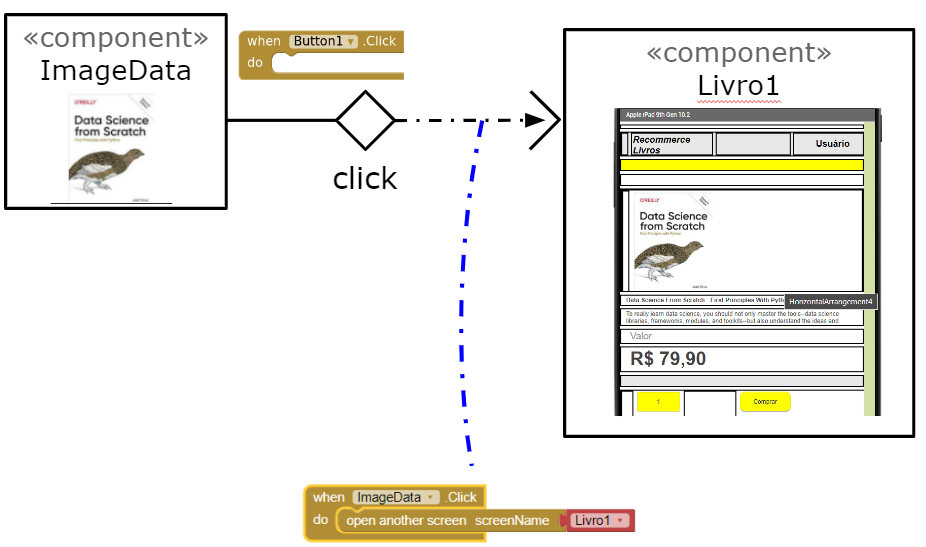 «component»
ImageData
O'REILLY
Data Science
from Scratch
First Principles with Python
Joel Grus
when Button1 .Click
do
click
«component»
Livro1
Apple iPad 9th Gen 10.2
Recommerce
Livros
Usuário
O'REILLY
Data Science
from Scratch
First Principles with Python
Joel Grus
Data Science From Scratch - First Principles With Pyth
HorizontalArrangement4
To really learn data science, you should not only master the tools--data science
libraries, frameworks, modules, and toolkits--but also understand the ideas and
Valor
R$ 79,90
1
Comprar
when ImageData .Click
do open another screen screenName Livro1